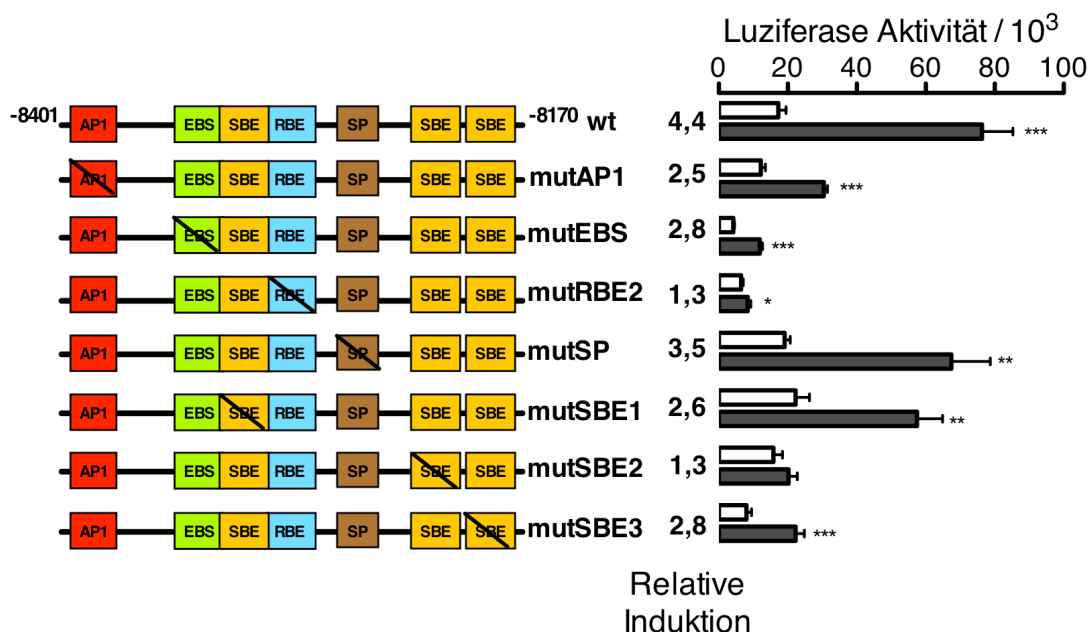 Luziferase Aktivität / 10³
0 20 40 60 80 100
-8401 AP1 EBS SBE RBE SP SBE SBE -8170 wt 4,4 ***
AP1 EBS SBE RBE SP SBE SBE mutAP1 2,5 ***
AP1 EBS SBE RBE SP SBE SBE mutEBS 2,8 ***
AP1 EBS SBE RBE SP SBE SBE mutRBE2 1,3 *
AP1 EBS SBE RBE SP SBE SBE mutSP 3,5 **
AP1 EBS SBE RBE SP SBE SBE mutSBE1 2,6 **
AP1 EBS SBE RBE SP SBE SBE mutSBE2 1,3
AP1 EBS SBE RBE SP SBE SBE mutSBE3 2,8 ***
Relative
Induktion